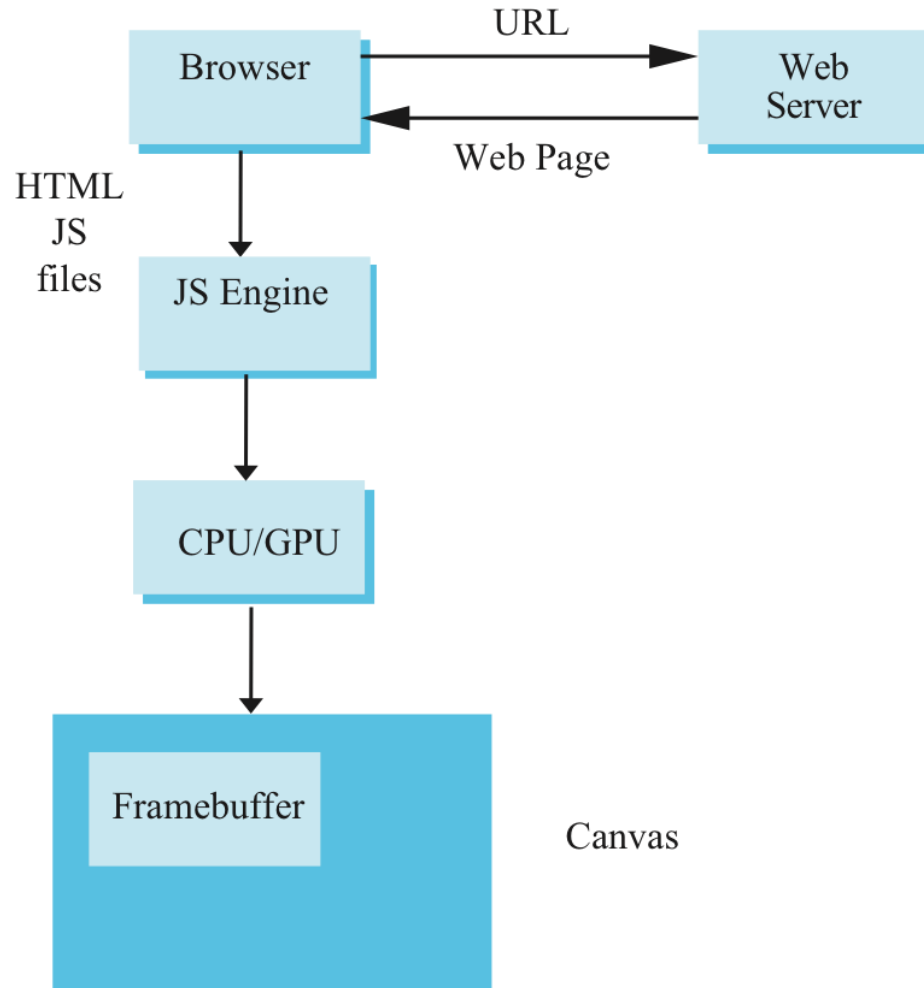 URL
Browser
Web
Server
Web Page
HTML
JS
files
JS Engine
CPU/GPU
Framebuffer
Canvas